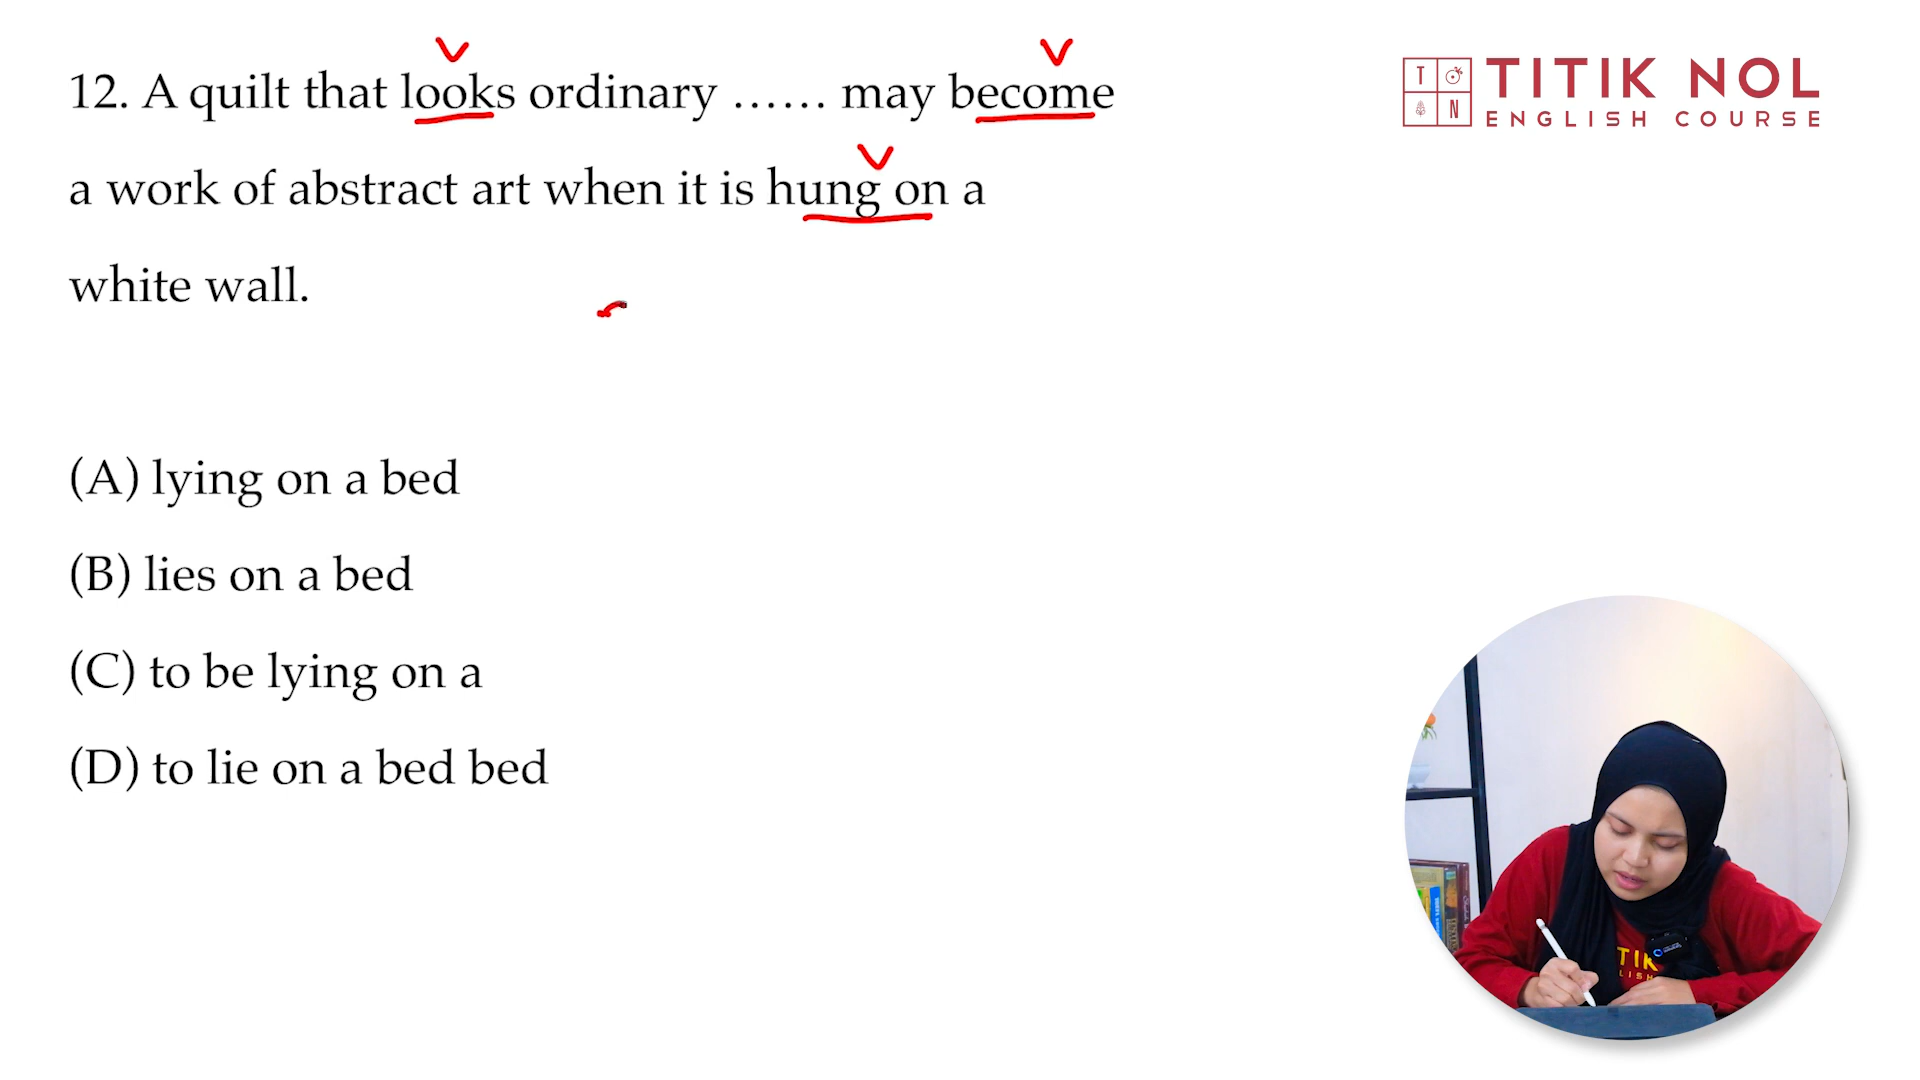 12. A quilt that looks ordinary ...... may become
a work of abstract art when it is hung on a
white wall.
(A) lying on a bed
(B) lies on a bed
(C) to be lying on a
(D) to lie on a bed bed
T
N
TITIK NOL
ENGLISH COURSE
TIK
LISH